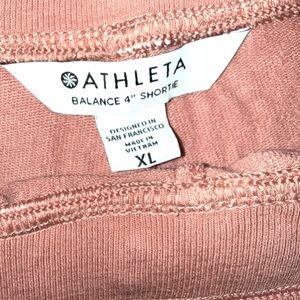 ATHLETA
BALANCE 4" SHORTIE
DESIGNED IN
SAN FRANCISCO
MADE IN
VIETNAM
XL